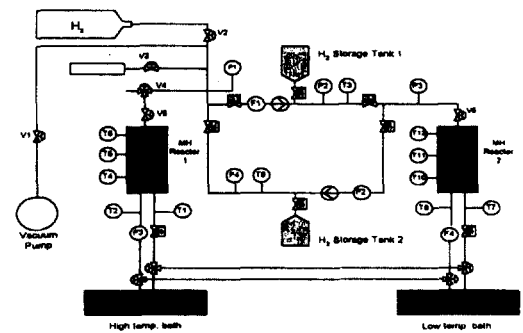 H₂
V2
V3
V4
P1
V5
V1
H₂ Storage Tank 1
F1
P2
T3
P3
V6
T6
T5
T4
MH
Reactor
1
T12
T11
T10
MH
Reactor
P4
T9
F2
H₂ Storage Tank 2
T2
T1
F3
T8
T7
F4
Vacuum
Pump
High temp. bath
Low temp. bath